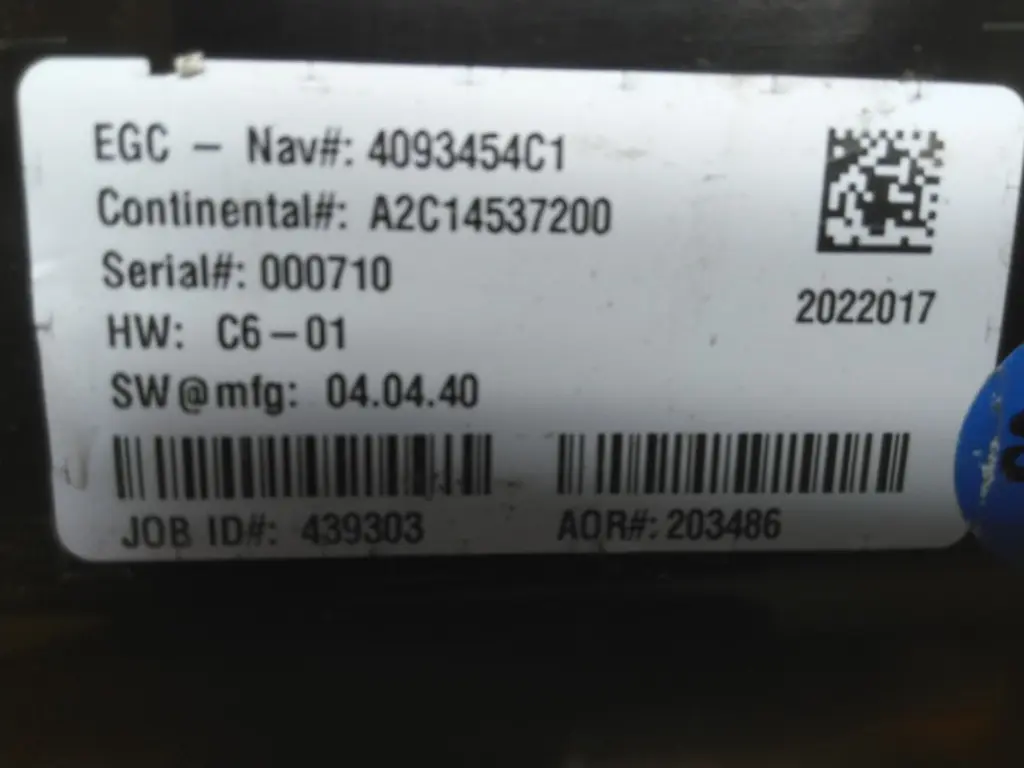 EGC – Nav#: 4093454C1
Continental#: A2C14537200
Serial#: 000710
HW: C6–01
2022017
SW@mfg: 04.04.40
JOB ID#: 439303
AOR#: 203486